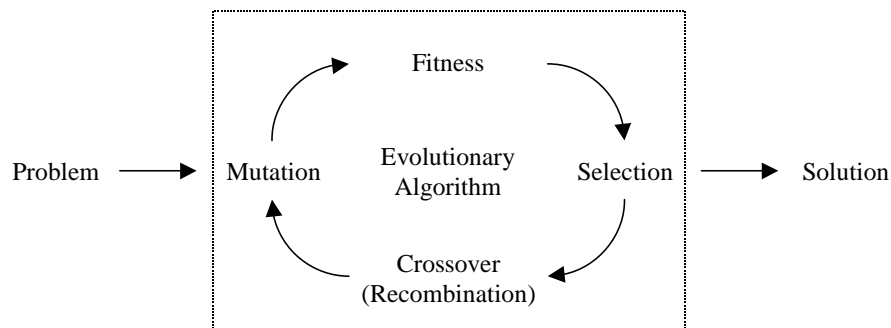 Fitness
Problem
Mutation
Evolutionary
Algorithm
Selection
Solution
Crossover
(Recombination)